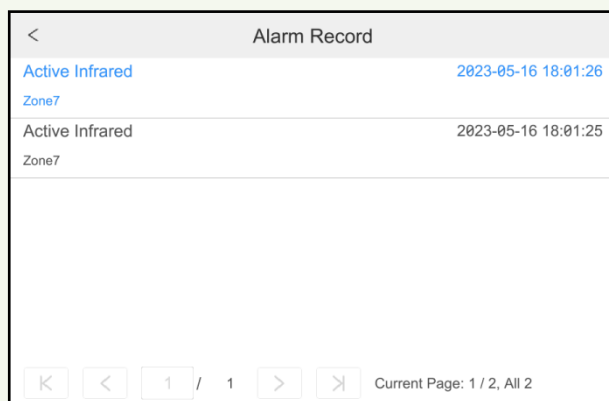 Alarm Record
Active Infrared 2023-05-16 18:01:26
Zone7
Active Infrared 2023-05-16 18:01:25
Zone7
1 / 1 Current Page: 1 / 2, All 2